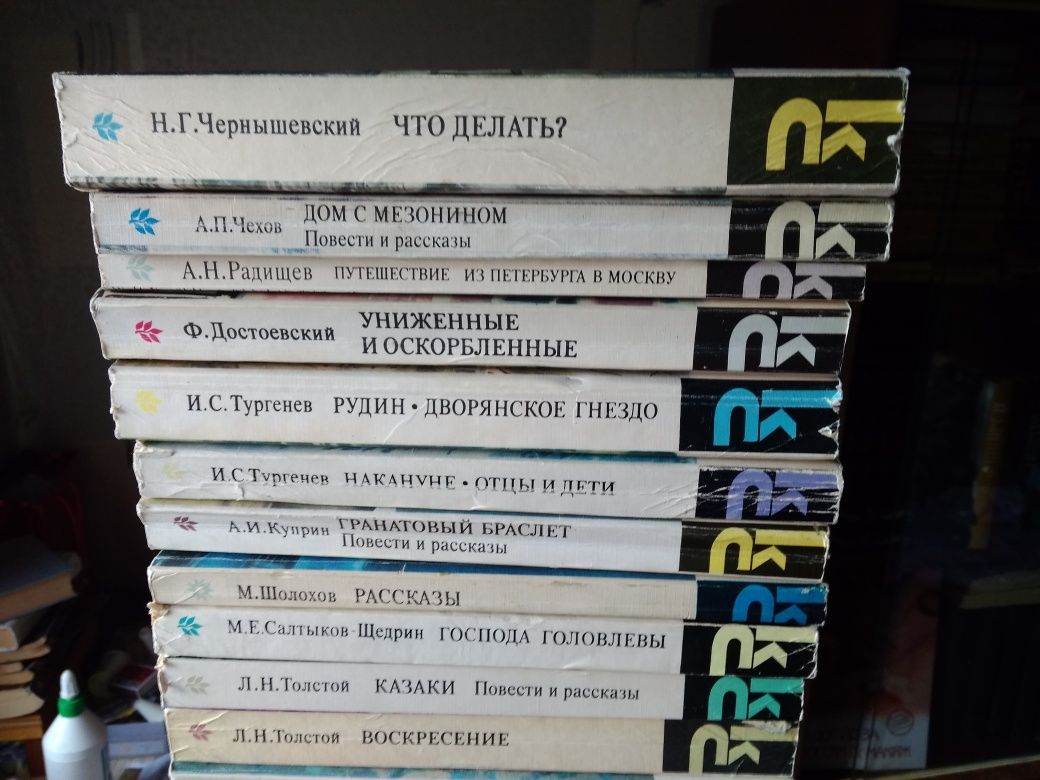 Н.Г.Чернышевский ЧТО ДЕЛАТЬ?
А.П.Чехов ДОМ С МЕЗОНИНОМ
Повести и рассказы
А.Н.Радищев ПУТЕШЕСТВИЕ ИЗ ПЕТЕРБУРГА В МОСКВУ
Ф.Достоевский УНИЖЕННЫЕ
И ОСКОРБЛЕННЫЕ
И.С.Тургенев РУДИН • ДВОРЯНСКОЕ ГНЕЗДО
И.С.Тургенев НАКАНУНЕ • ОТЦЫ И ДЕТИ
А.И.Куприн ГРАНАТОВЫЙ БРАСЛЕТ
Повести и рассказы
М.Шолохов РАССКАЗЫ
М.Е.Салтыков-Щедрин ГОСПОДА ГОЛОВЛЕВЫ
Л.Н.Толстой КАЗАКИ Повести и рассказы
Л.Н.Толстой ВОСКРЕСЕНИЕ